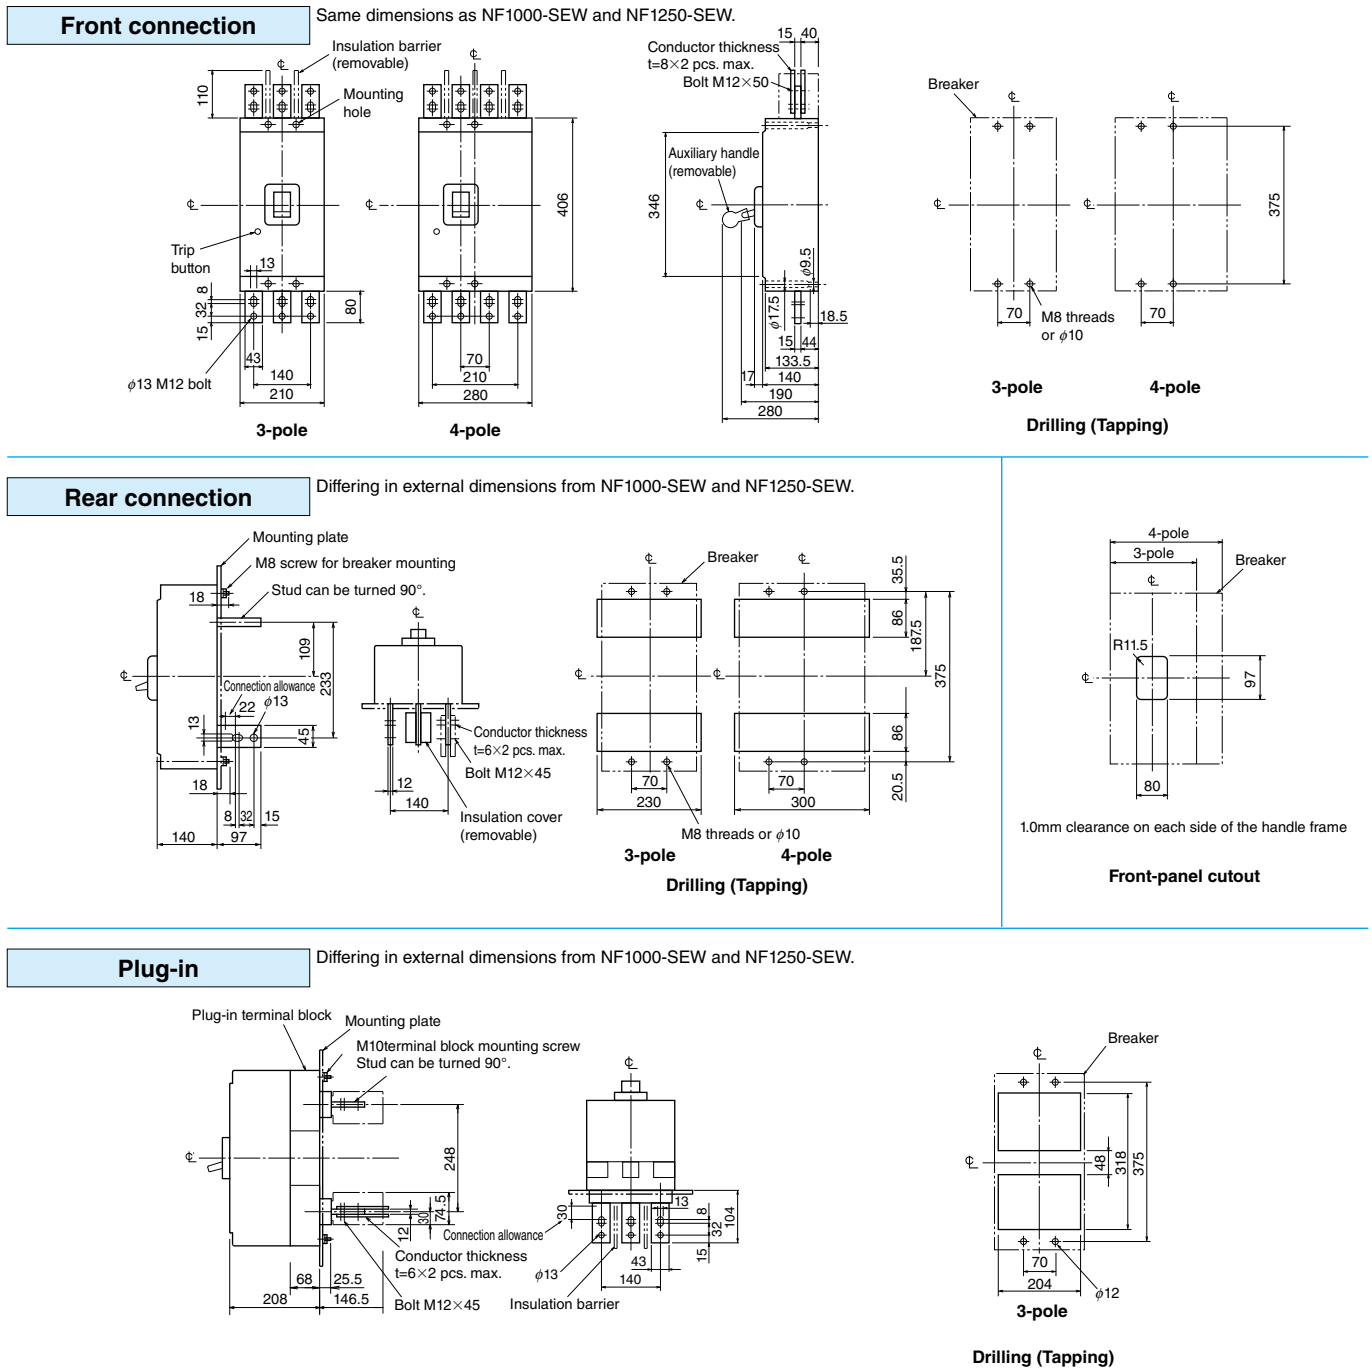 Front connection
Same dimensions as NF1000-SEW and NF1250-SEW.
Insulation barrier
(removable)
Mounting
hole
110
406
Trip
button
13
8
32
15
43
140
210
80
φ13 M12 bolt
3-pole
70
210
280
4-pole
15 40
Conductor thickness
t=8×2 pcs. max.
Bolt M12×50
Auxiliary handle
(removable)
346
φ9.5
φ17.5
18.5
15 44
133.5
17 140
190
280
Breaker
375
70
M8 threads
or φ10
70
3-pole
4-pole
Drilling (Tapping)
Rear connection
Differing in external dimensions from NF1000-SEW and NF1250-SEW.
Mounting plate
M8 screw for breaker mounting
18
Stud can be turned 90°.
109
233
Connection allowance
φ13
22
13
45
18
8 32 15
140 97
Conductor thickness
t=6×2 pcs. max.
Bolt M12×45
12
140
Insulation cover
(removable)
Breaker
35.5
86
187.5
375
86
20.5
70
230
70
300
M8 threads or φ10
3-pole
4-pole
Drilling (Tapping)
4-pole
3-pole
Breaker
R11.5
97
80
1.0mm clearance on each side of the handle frame
Front-panel cutout
Plug-in
Differing in external dimensions from NF1000-SEW and NF1250-SEW.
Plug-in terminal block
Mounting plate
M10terminal block mounting screw
Stud can be turned 90°.
248
74.5
30
12
Conductor thickness
t=6×2 pcs. max.
Bolt M12×45
68 25.5
208 146.5
30
Connection allowance
13
8
32
15
104
φ13
43
140
Insulation barrier
Breaker
48
318
375
70
204
φ12
3-pole
Drilling (Tapping)